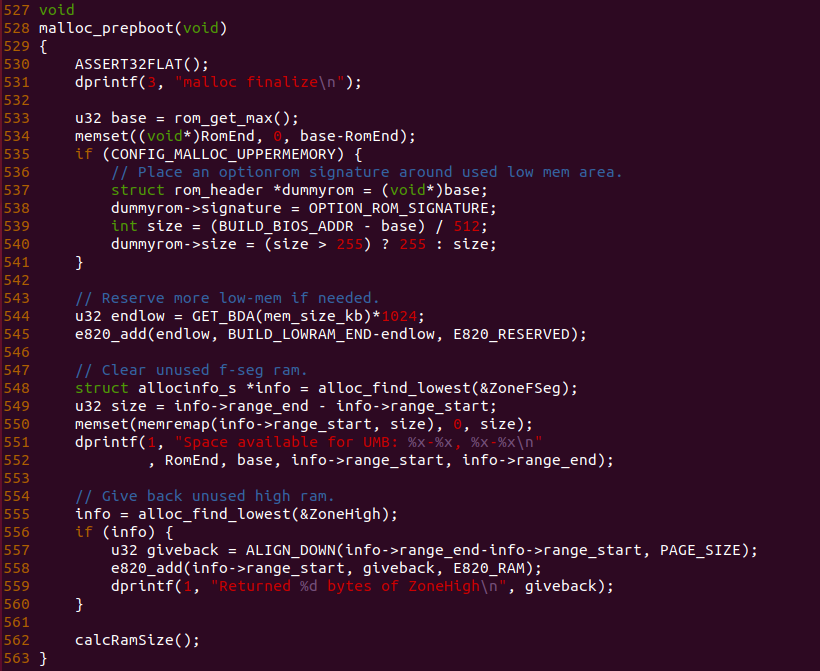 527 void
528 malloc_prepboot(void)
529 {
530     ASSERT32FLAT();
531     dprintf(3, "malloc finalize\n");
532
533     u32 base = rom_get_max();
534     memset((void*)RomEnd, 0, base-RomEnd);
535     if (CONFIG_MALLOC_UPPERMEMORY) {
536         // Place an optionrom signature around used low mem area.
537         struct rom_header *dummyrom = (void*)base;
538         dummyrom->signature = OPTION_ROM_SIGNATURE;
539         int size = (BUILD_BIOS_ADDR - base) / 512;
540         dummyrom->size = (size > 255) ? 255 : size;
541     }
542
543     // Reserve more low-mem if needed.
544     u32 endlow = GET_BDA(mem_size_kb)*1024;
545     e820_add(endlow, BUILD_LOWRAM_END-endlow, E820_RESERVED);
546
547     // Clear unused f-seg ram.
548     struct allocinfo_s *info = alloc_find_lowest(&ZoneFSeg);
549     u32 size = info->range_end - info->range_start;
550     memset(memremap(info->range_start, size), 0, size);
551     dprintf(1, "Space available for UMB: %x-%x, %x-%x\n"
552             , RomEnd, base, info->range_start, info->range_end);
553
554     // Give back unused high ram.
555     info = alloc_find_lowest(&ZoneHigh);
556     if (info) {
557         u32 giveback = ALIGN_DOWN(info->range_end-info->range_start, PAGE_SIZE);
558         e820_add(info->range_start, giveback, E820_RAM);
559         dprintf(1, "Returned %d bytes of ZoneHigh\n", giveback);
560     }
561
562     calcRamSize();
563 }